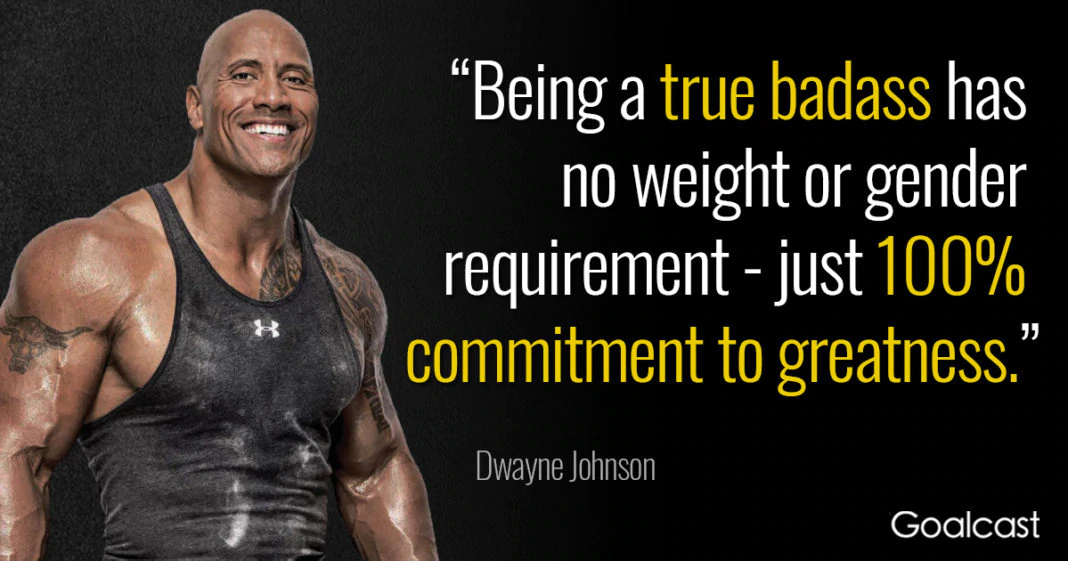 “Being a true badass has
no weight or gender
requirement - just 100%
commitment to greatness.”
Dwayne Johnson
Goalcast